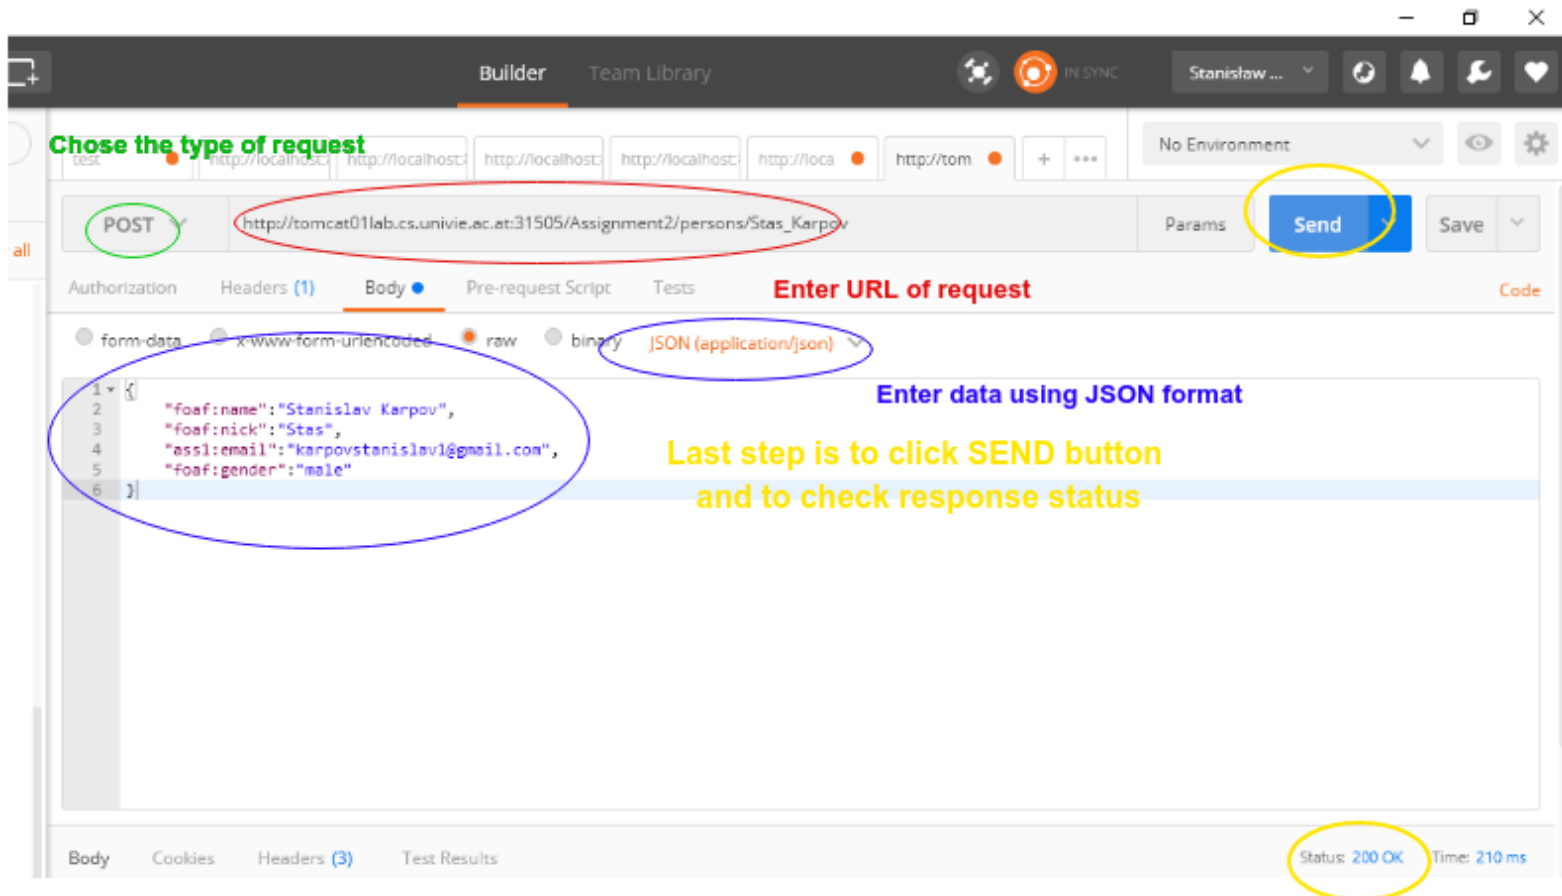 Builder Team Library IN SYNC Stanisław ...
Chose the type of request
test http://localhost: http://localhost: http://localhost: http://localhost: http://loca http://tom + ••• No Environment
POST http://tomcat01lab.cs.univie.ac.at:31505/Assignment2/persons/Stas_Karpov Params Send Save
all
Authorization Headers (1) Body Pre-request Script Tests Enter URL of request Code
form-data x-www-form-urlencoded raw binary JSON (application/json)
1 {
2 "foaf:name":"Stanislav Karpov",
3 "foaf:nick":"Stas",
4 "ass1:email":"karpovstanislav1@gmail.com",
5 "foaf:gender":"male"
6 }
Enter data using JSON format
Last step is to click SEND button
and to check response status
Body Cookies Headers (3) Test Results Status: 200 OK Time: 210 ms